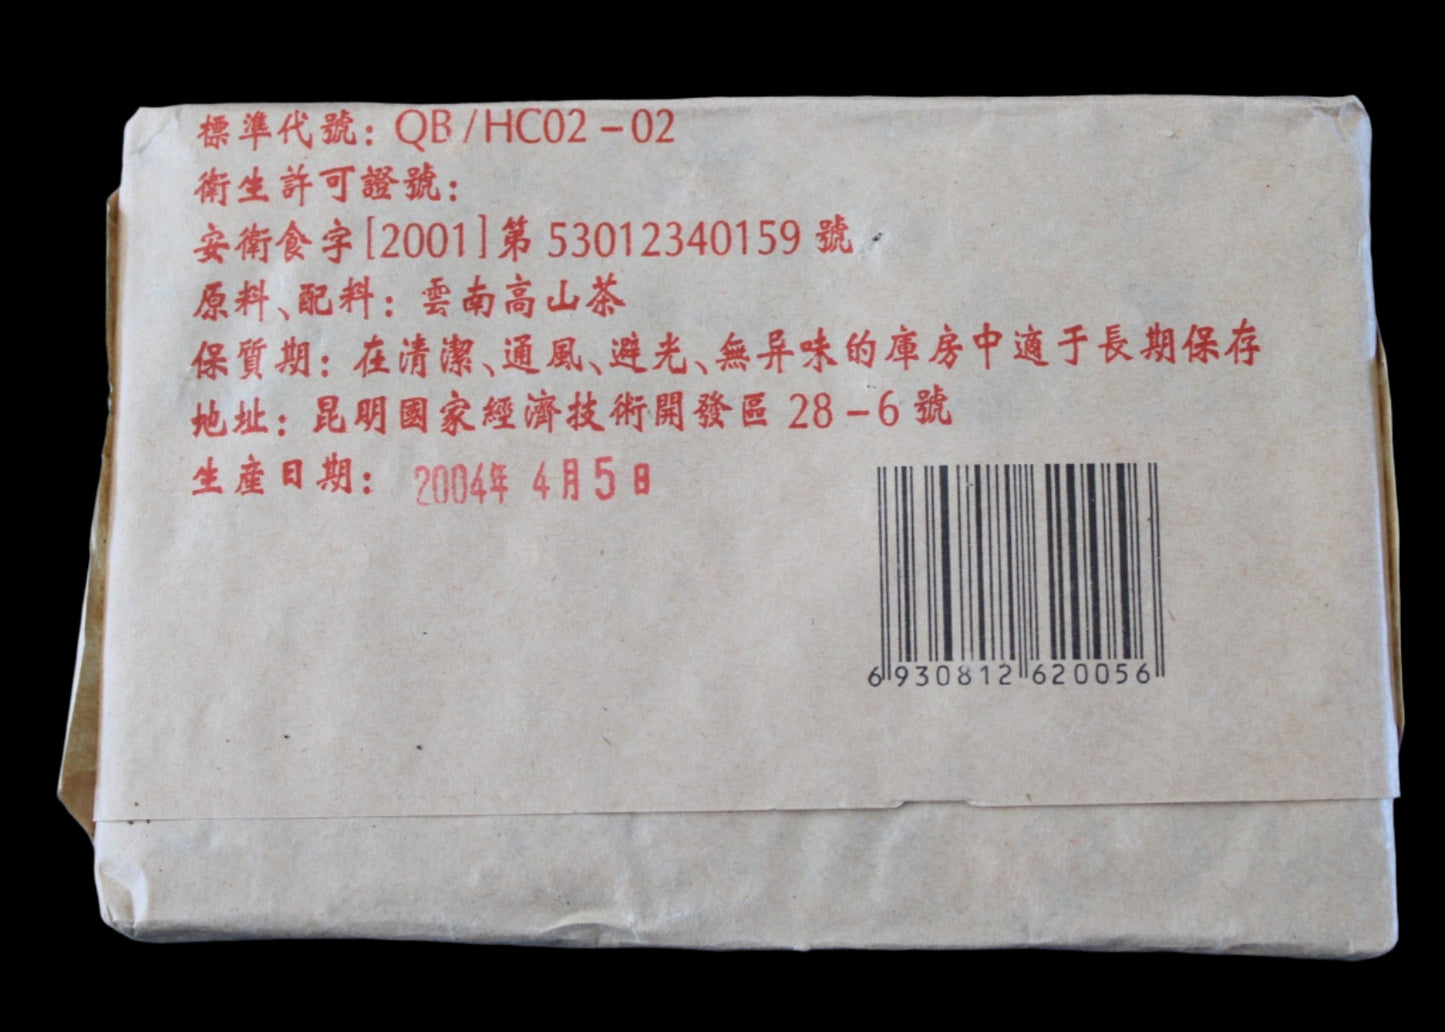 標準代號：QB/HC02-02
衛生許可證號：
安衛食字[2001]第53012340159號
原料、配料：雲南高山茶
保質期：在清潔、通風、避光、無异味的庫房中適于長期保存
地址：昆明國家經濟技術開發區28-6號
生產日期：2004年 4月5日
6930812620056